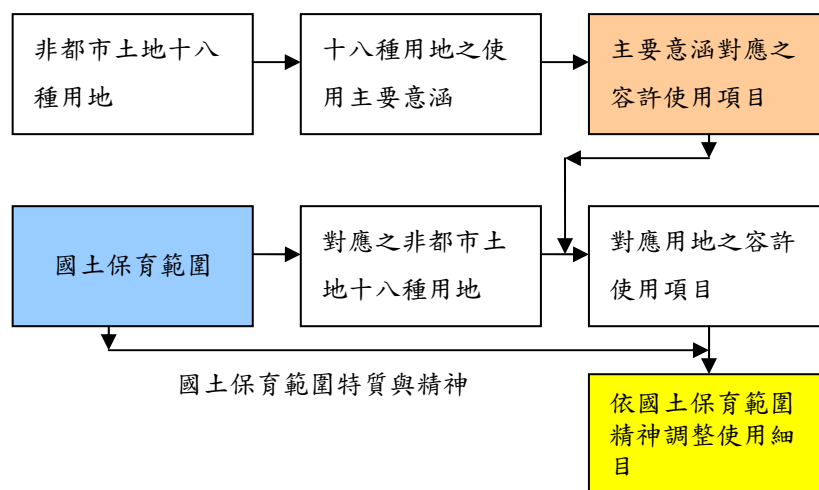 非都市土地十八
種用地
十八種用地之使
用主要意涵
主要意涵對應之
容許使用項目
國土保育範圍
對應之非都市土
地十八種用地
對應用地之容許
使用項目
國土保育範圍特質與精神
依國土保育範圍
精神調整使用細
目